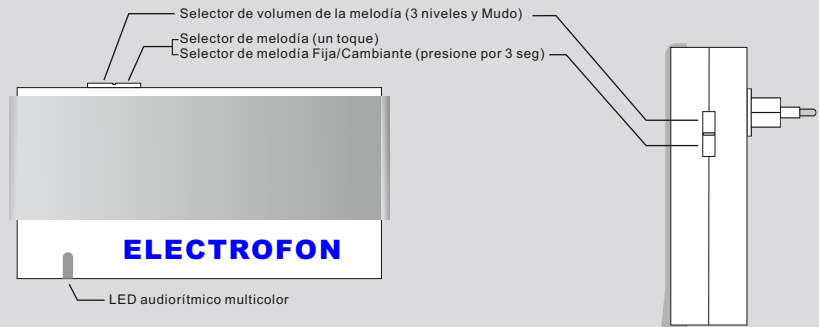 Selector de volumen de la melodía (3 niveles y Mudo)
Selector de melodía (un toque)
Selector de melodía Fija/Cambiante (presione por 3 seg)
ELECTROFON
LED audiorítmico multicolor